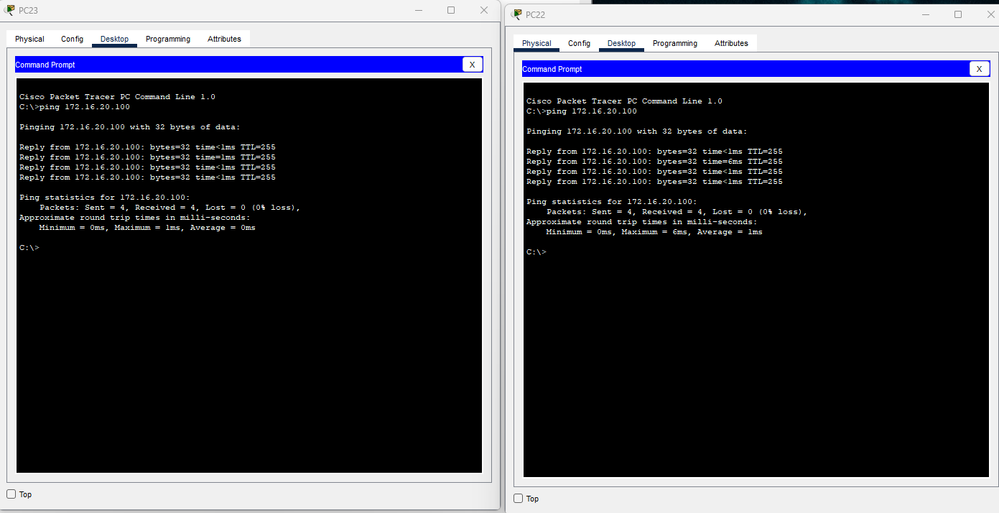 PC23
Physical Config Desktop Programming Attributes
Command Prompt X
Cisco Packet Tracer PC Command Line 1.0
C:\>ping 172.16.20.100
Pinging 172.16.20.100 with 32 bytes of data:
Reply from 172.16.20.100: bytes=32 time<1ms TTL=255
Reply from 172.16.20.100: bytes=32 time=1ms TTL=255
Reply from 172.16.20.100: bytes=32 time<1ms TTL=255
Reply from 172.16.20.100: bytes=32 time<1ms TTL=255
Ping statistics for 172.16.20.100:
Packets: Sent = 4, Received = 4, Lost = 0 (0% loss),
Approximate round trip times in milli-seconds:
Minimum = 0ms, Maximum = 1ms, Average = 0ms
C:\>
Top
PC22
Physical Config Desktop Programming Attributes
Command Prompt X
Cisco Packet Tracer PC Command Line 1.0
C:\>ping 172.16.20.100
Pinging 172.16.20.100 with 32 bytes of data:
Reply from 172.16.20.100: bytes=32 time<1ms TTL=255
Reply from 172.16.20.100: bytes=32 time=6ms TTL=255
Reply from 172.16.20.100: bytes=32 time<1ms TTL=255
Reply from 172.16.20.100: bytes=32 time<1ms TTL=255
Ping statistics for 172.16.20.100:
Packets: Sent = 4, Received = 4, Lost = 0 (0% loss),
Approximate round trip times in milli-seconds:
Minimum = 0ms, Maximum = 6ms, Average = 1ms
C:\>
Top